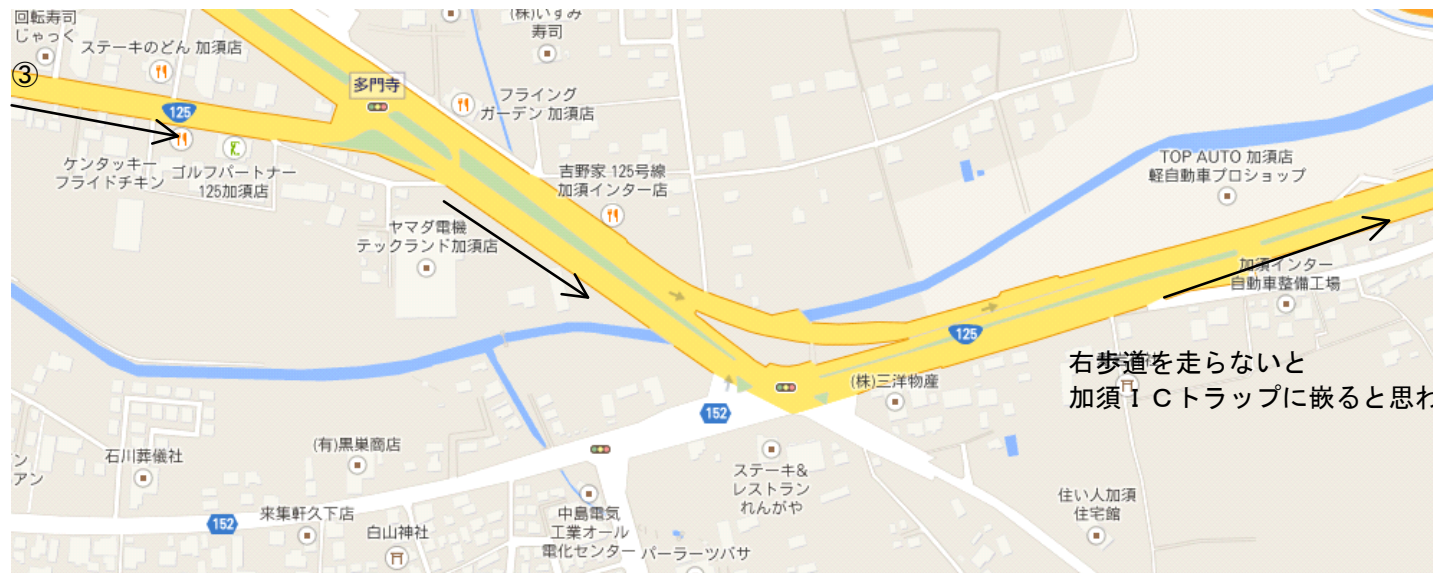 回転寿司
じゃっく
ステーキのどん 加須店
③
125
多門寺
(株)いずみ
寿司
フライング
ガーデン 加須店
ケンタッキー
フライドチキン
ゴルフパートナー
125加須店
吉野家 125号線
加須インター店
TOP AUTO 加須店
軽自動車プロショップ
ヤマダ電機
テックランド加須店
加須インター
自動車整備工場
125
右歩道を走らないと
加須ＩＣトラップに嵌ると思わ
(株)三洋物産
152
(有)黒巣商店
石川葬儀社
ン
アン
ステーキ&
レストラン
れんがや
住い人加須
住宅館
152
来集軒久下店
白山神社
中島電気
工業オール
電化センター
パーラーツバサ